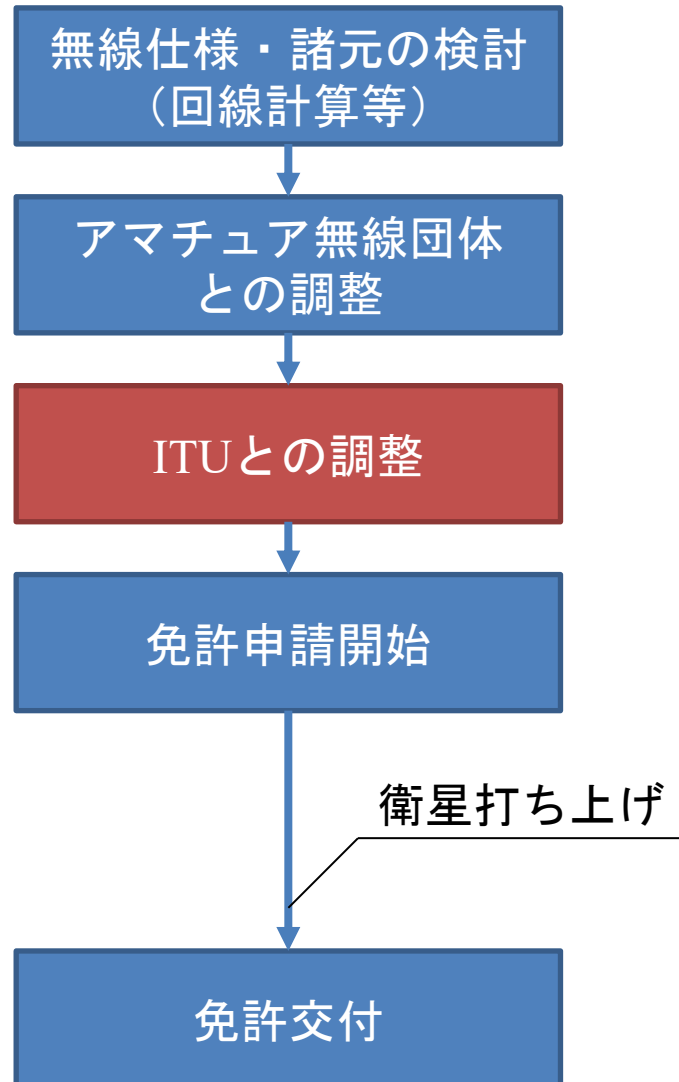 無線仕様・諸元の検討
（回線計算等）
アマチュア無線団体
との調整
ITUとの調整
免許申請開始
衛星打ち上げ
免許交付